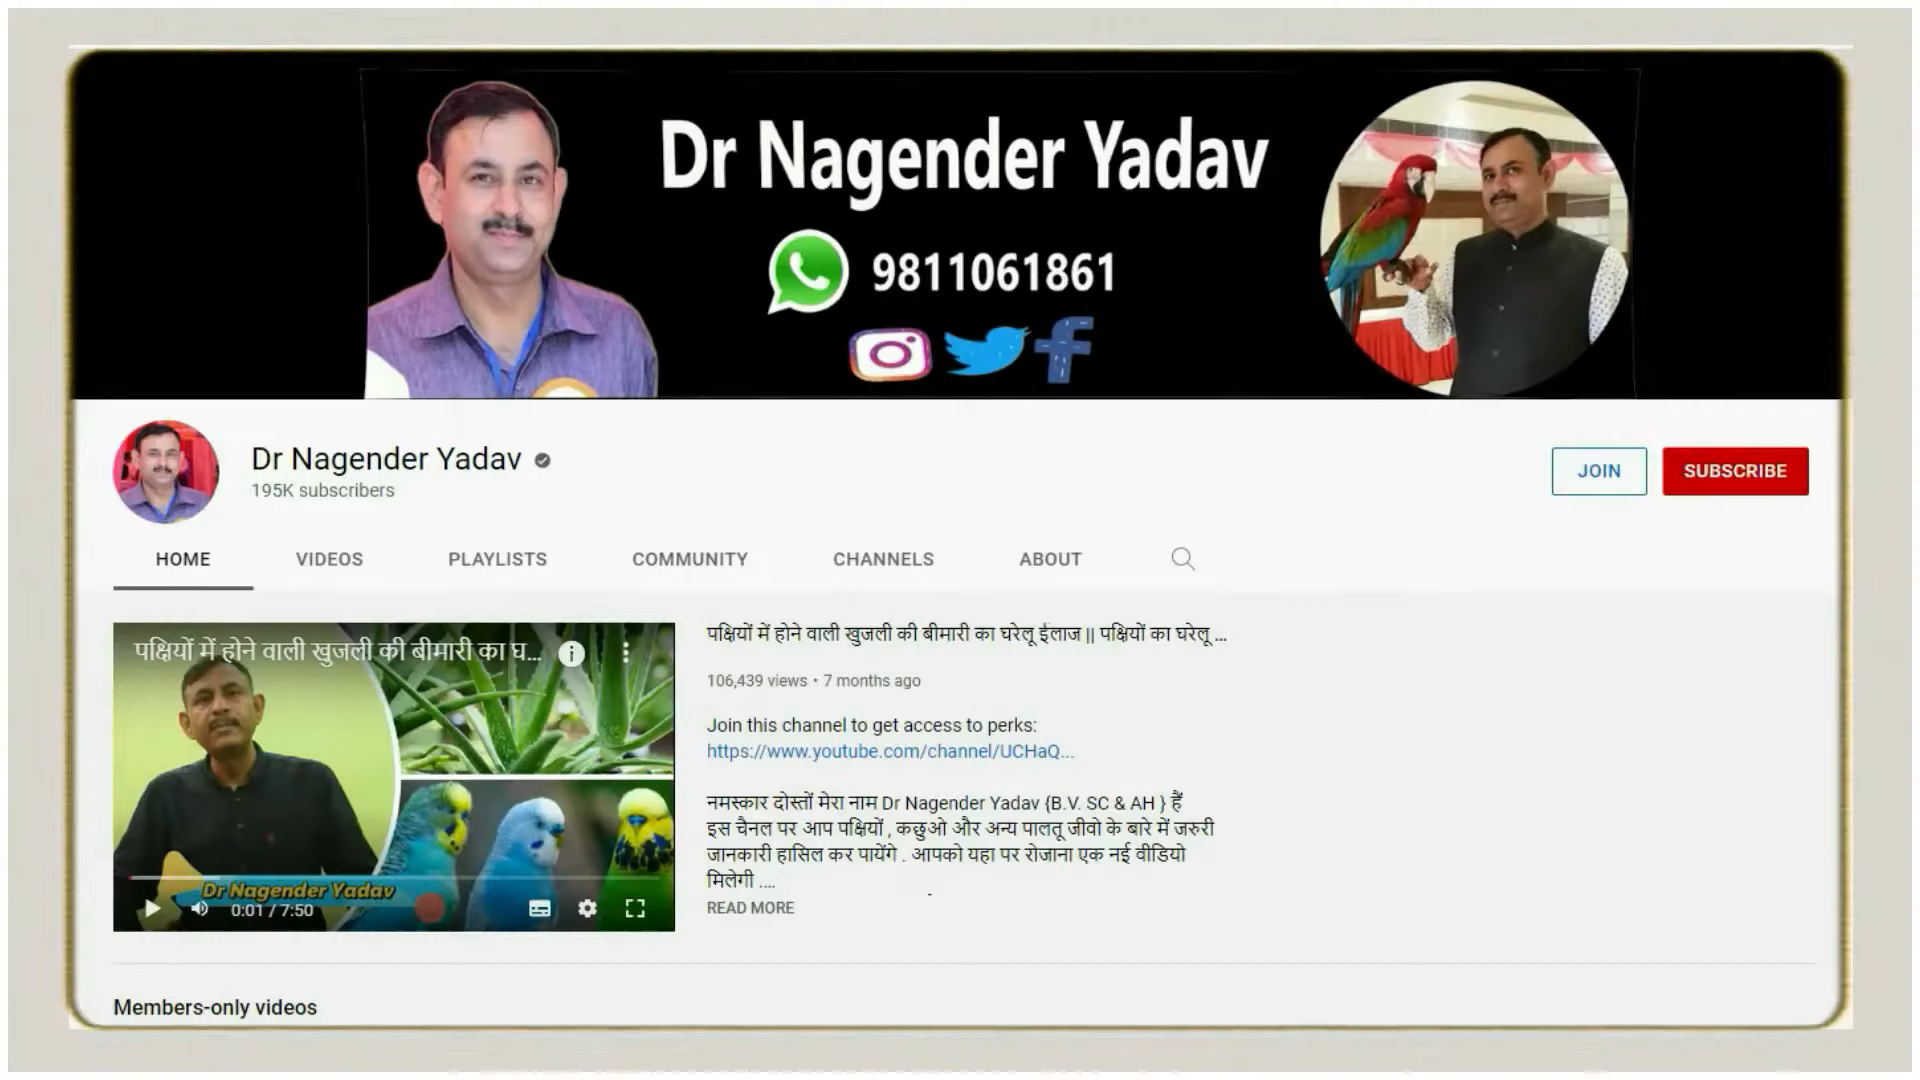 Dr Nagender Yadav
9811061861
Dr Nagender Yadav
195K subscribers
JOIN
SUBSCRIBE
HOME
VIDEOS
PLAYLISTS
COMMUNITY
CHANNELS
ABOUT
पक्षियों में होने वाली खुजली की बीमारी का घ...
Dr Nagender Yadav
0:01 / 7:50
पक्षियों में होने वाली खुजली की बीमारी का घरेलू ईलाज || पक्षियों का घरेलू ...
106,439 views • 7 months ago
Join this channel to get access to perks:
https://www.youtube.com/channel/UCHaQ...
नमस्कार दोस्तों मेरा नाम Dr Nagender Yadav {B.V. SC & AH } हैं
इस चैनल पर आप पक्षियों , कछुओ और अन्य पालतू जीवो के बारे में जरुरी
जानकारी हासिल कर पायेंगे . आपको यहा पर रोजाना एक नई वीडियो
मिलेगी ....
READ MORE
Members-only videos